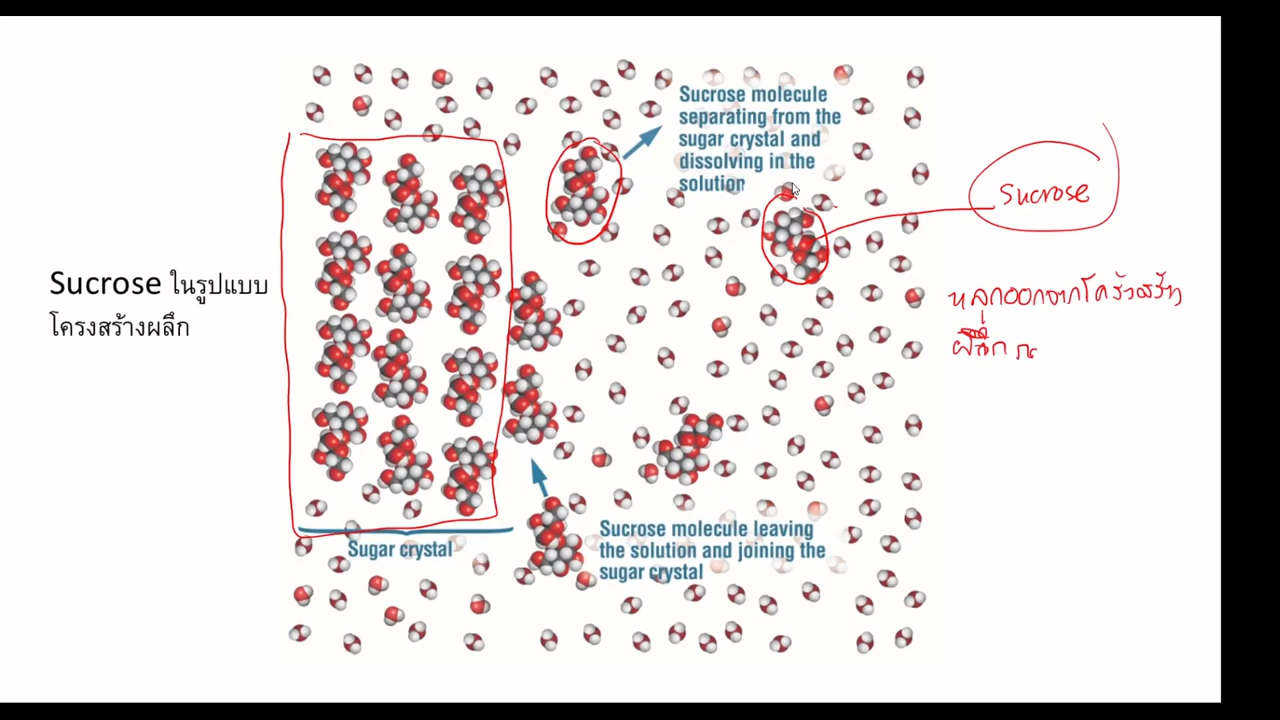 Sucrose ในรูปแบบ
โครงสร้างผลึก
Sucrose molecule
separating from the
sugar crystal and
dissolving in the
solution
Sucrose
หลุดออกจากโครงสร้าง
ผลึก
Sugar crystal
Sucrose molecule leaving
the solution and joining the
sugar crystal